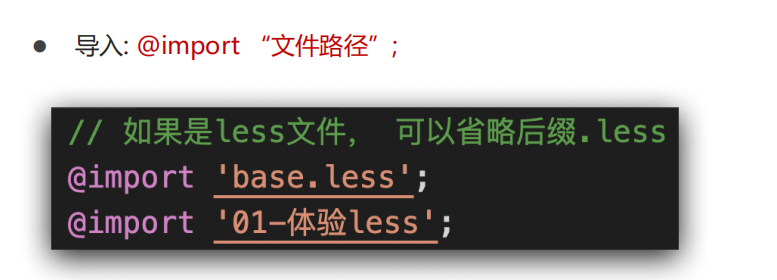 ● 导入: @import “文件路径”;
// 如果是less文件， 可以省略后缀.less
@import 'base.less';
@import '01-体验less';